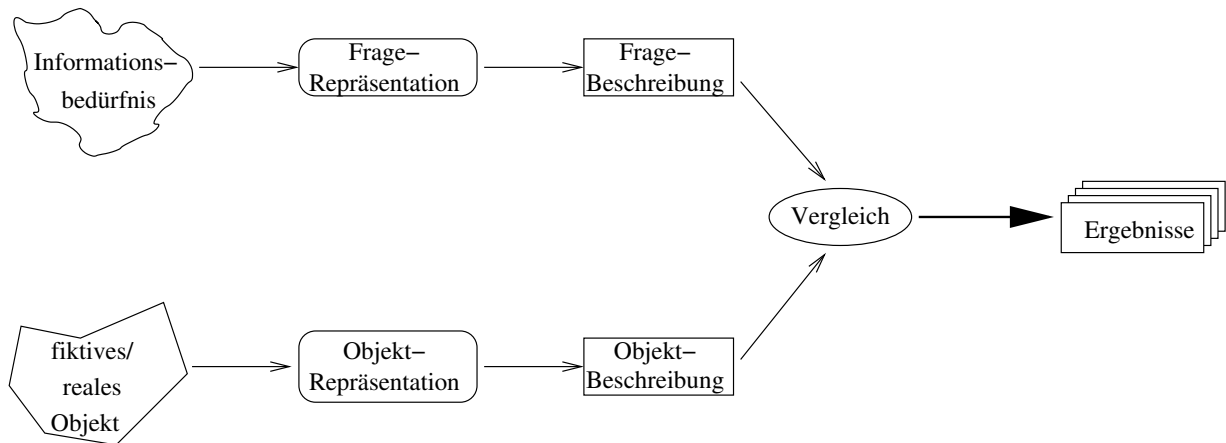 Informations-
bedürfnis
Frage-
Repräsentation
Frage-
Beschreibung
Vergleich
Ergebnisse
fiktives/
reales
Objekt
Objekt-
Repräsentation
Objekt-
Beschreibung